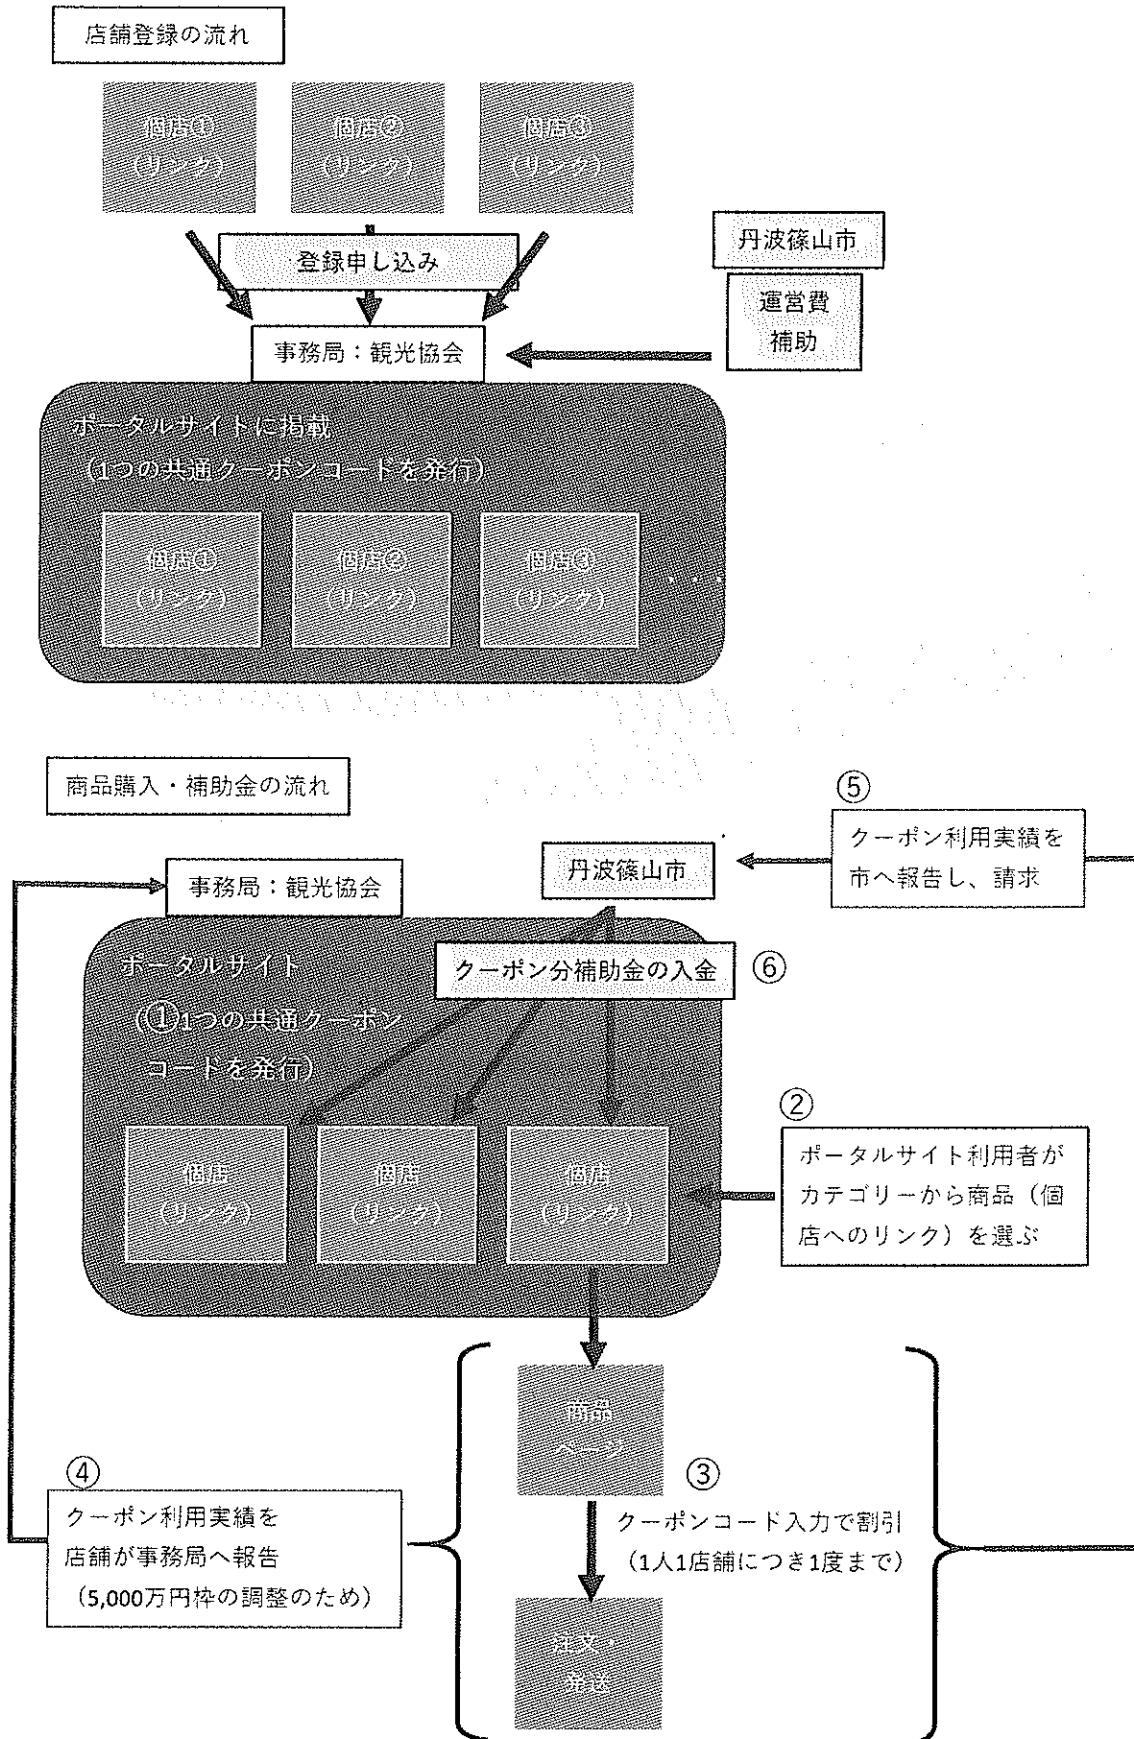 店舗登録の流れ
個店①
(リンク)
個店②
(リンク)
個店③
(リンク)
登録申し込み
丹波篠山市
運営費
補助
事務局：観光協会
ポータルサイトに掲載
（1つの共通クーポンコードを発行）
個店①
(リンク)
個店②
(リンク)
個店③
(リンク)
・・・
商品購入・補助金の流れ
⑤
クーポン利用実績を
市へ報告し、請求
丹波篠山市
事務局：観光協会
クーポン分補助金の入金
⑥
ポータルサイト
（①1つの共通クーポン
コードを発行）
個店
(リンク)
個店
(リンク)
個店
(リンク)
②
ポータルサイト利用者が
カテゴリーから商品（個
店へのリンク）を選ぶ
商品
ページ
③
クーポンコード入力で割引
（1人1店舗につき1度まで）
④
クーポン利用実績を
店舗が事務局へ報告
（5,000万円枠の調整のため）
注文・
発送